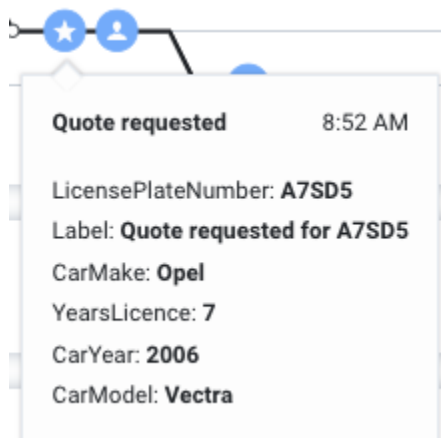 Quote requested 8:52 AM
LicensePlateNumber: A7SD5
Label: Quote requested for A7SD5
CarMake: Opel
YearsLicence: 7
CarYear: 2006
CarModel: Vectra